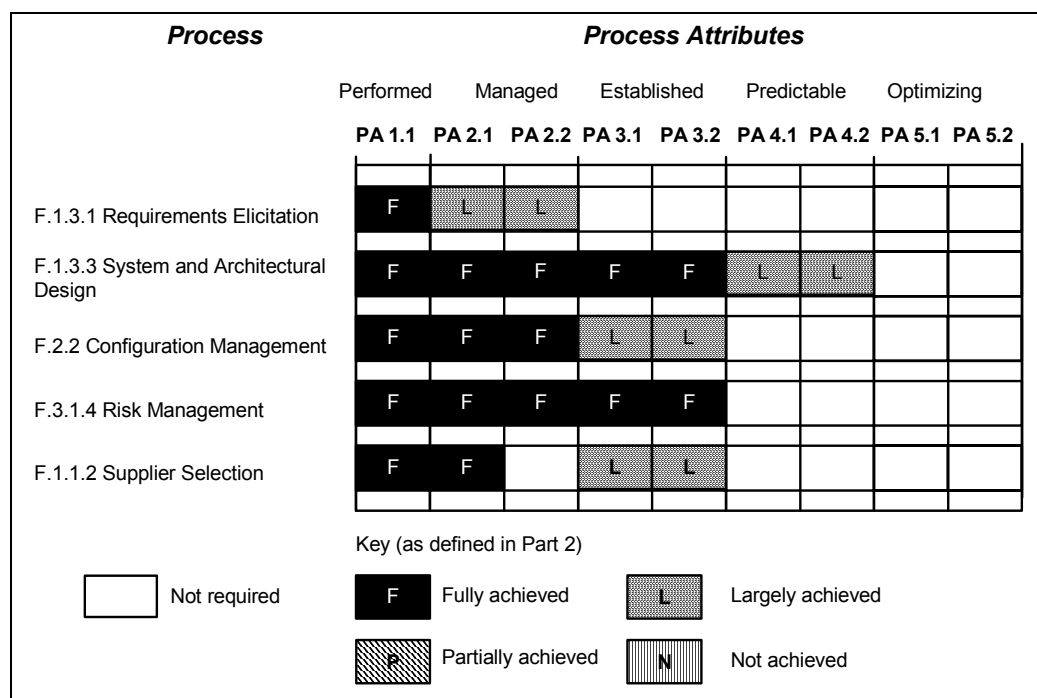 Process Process Attributes
Performed Managed Established Predictable Optimizing
PA 1.1 PA 2.1 PA 2.2 PA 3.1 PA 3.2 PA 4.1 PA 4.2 PA 5.1 PA 5.2
F.1.3.1 Requirements Elicitation F L L
F.1.3.3 System and Architectural
Design F F F F F L L
F.2.2 Configuration Management F F F L L
F.3.1.4 Risk Management F F F F F
F.1.1.2 Supplier Selection F F L L
Key (as defined in Part 2)
Not required F Fully achieved L Largely achieved
P Partially achieved N Not achieved